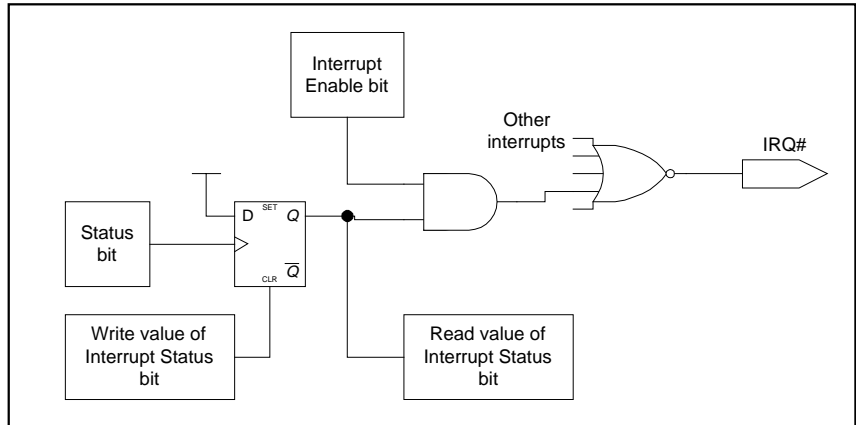 Interrupt
Enable bit
Other
interrupts
IRQ#
Status
bit
D
SET
Q
Q
CLR
Write value of
Interrupt Status
bit
Read value of
Interrupt Status
bit